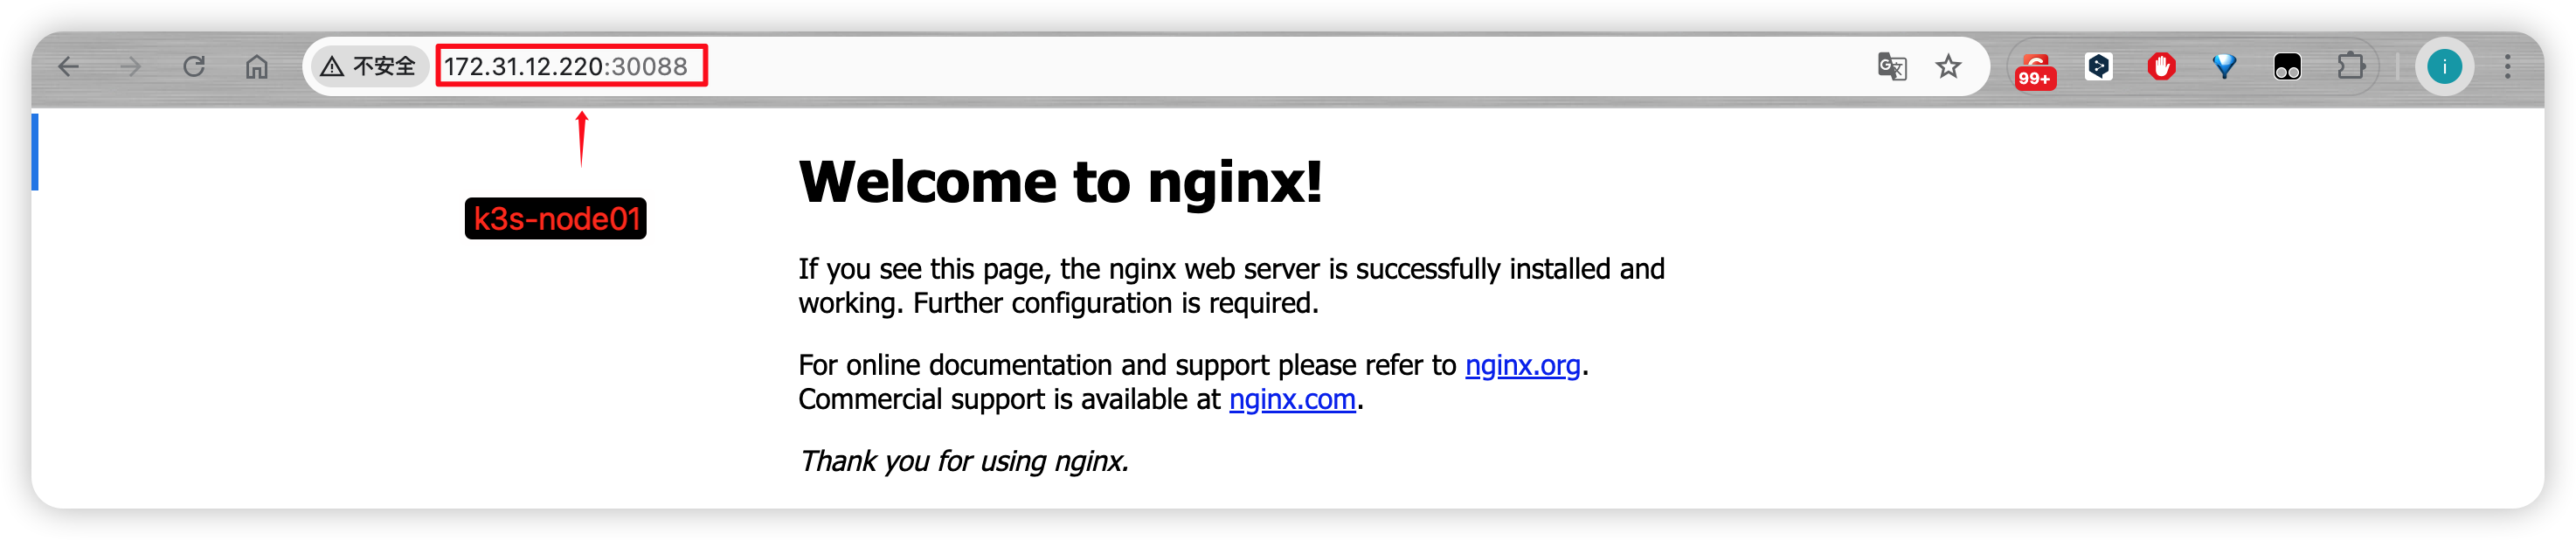 不安全 172.31.12.220:30088
99+
i
k3s-node01
Welcome to nginx!
If you see this page, the nginx web server is successfully installed and
working. Further configuration is required.
For online documentation and support please refer to nginx.org.
Commercial support is available at nginx.com.
Thank you for using nginx.